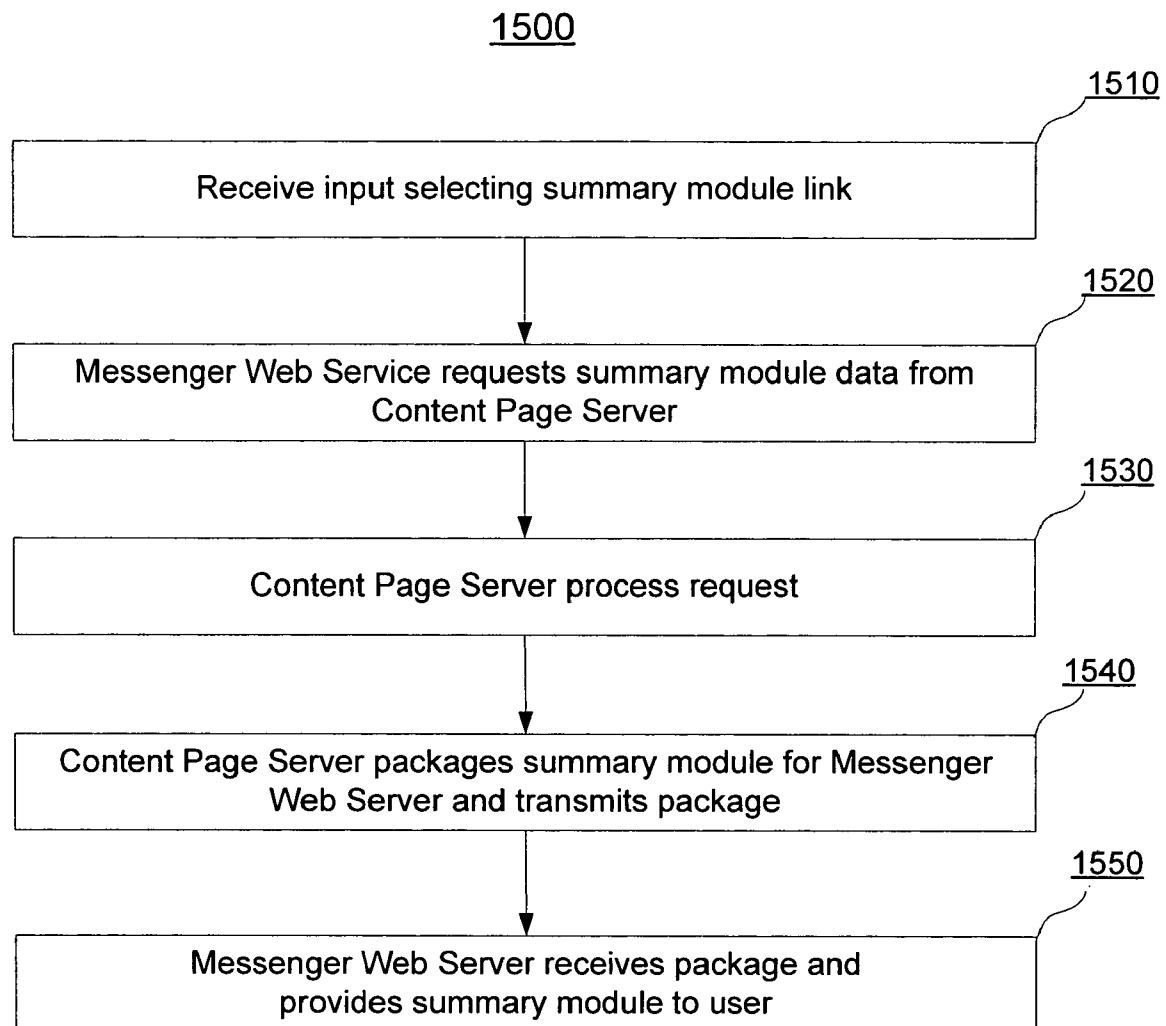 1500
1510
Receive input selecting summary module link
1520
Messenger Web Service requests summary module data from
Content Page Server
1530
Content Page Server process request
1540
Content Page Server packages summary module for Messenger
Web Server and transmits package
1550
Messenger Web Server receives package and
provides summary module to user